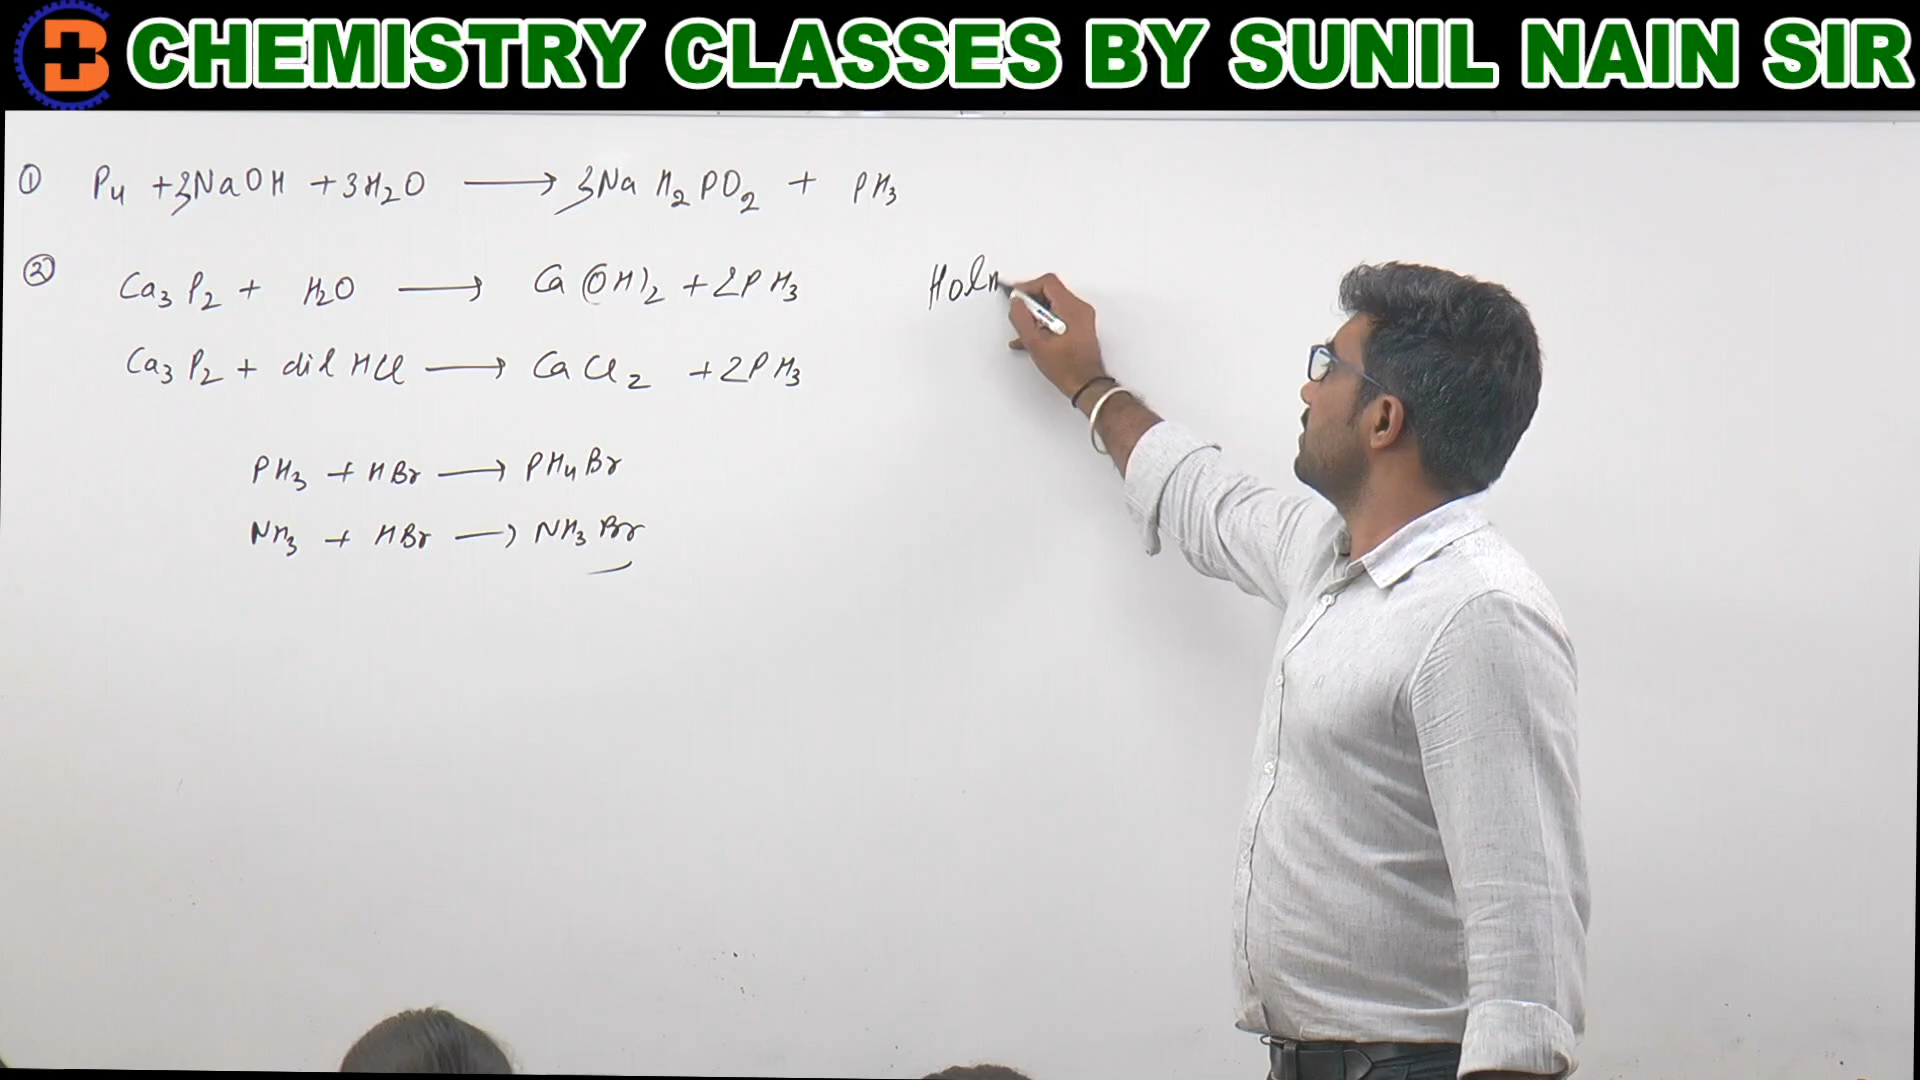 CHEMISTRY CLASSES BY SUNIL NAIN SIR
① P4 + 3NaOH + 3H2O ⟶ 3NaH2PO2 + PH3
② Ca3P2 + H2O ⟶ Ca(OH)2 + 2PH3
Ca3P2 + dil HCl ⟶ CaCl2 + 2PH3
PH3 + HBr ⟶ PH4Br
NH3 + HBr ⟶ NH3Br
Holm